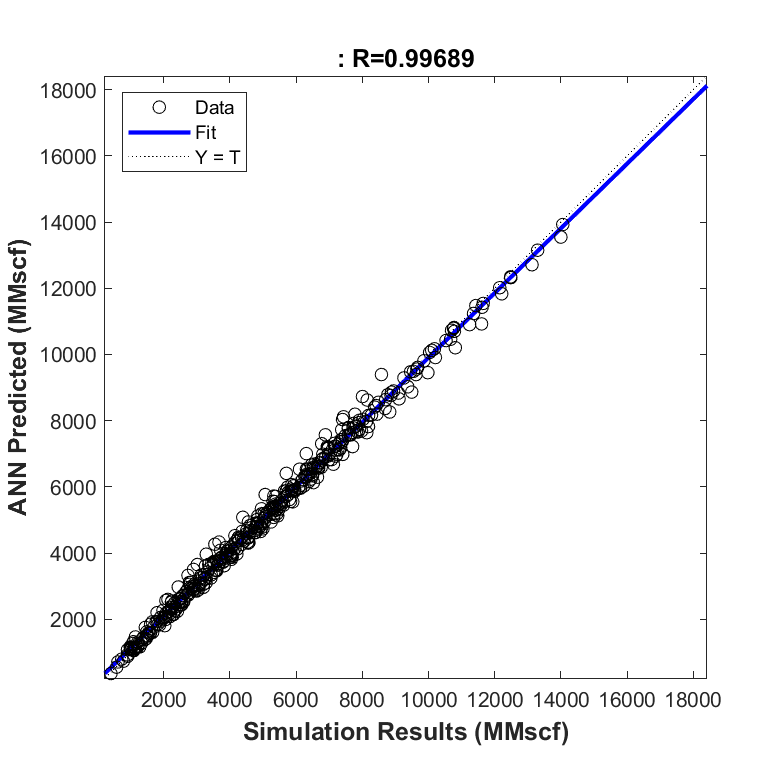 : R=0.99689
Data
Fit
Y = T
18000
16000
14000
12000
10000
8000
6000
4000
2000
ANN Predicted (MMscf)
2000 4000 6000 8000 10000 12000 14000 16000 18000
Simulation Results (MMscf)